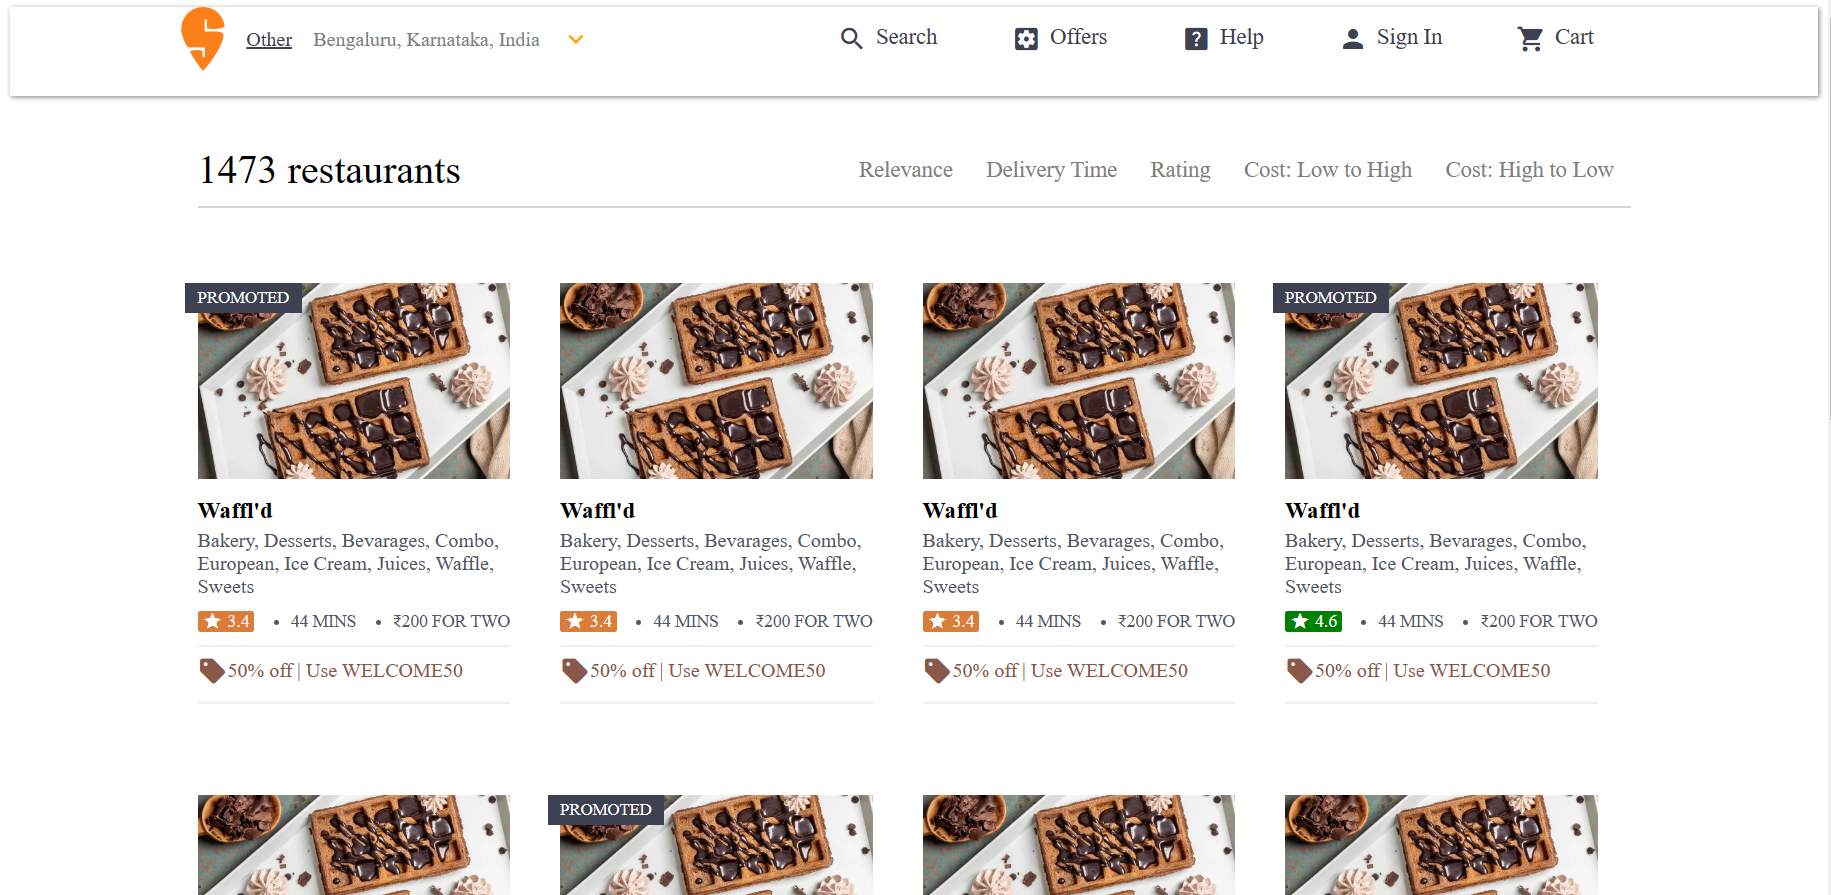 Other Bengaluru, Karnataka, India Search Offers Help Sign In Cart
1473 restaurants Relevance Delivery Time Rating Cost: Low to High Cost: High to Low
PROMOTED PROMOTED
Waffl'd
Bakery, Desserts, Bevarages, Combo,
European, Ice Cream, Juices, Waffle,
Sweets
3.4 • 44 MINS • ₹200 FOR TWO
50% off | Use WELCOME50
Waffl'd
Bakery, Desserts, Bevarages, Combo,
European, Ice Cream, Juices, Waffle,
Sweets
3.4 • 44 MINS • ₹200 FOR TWO
50% off | Use WELCOME50
Waffl'd
Bakery, Desserts, Bevarages, Combo,
European, Ice Cream, Juices, Waffle,
Sweets
3.4 • 44 MINS • ₹200 FOR TWO
50% off | Use WELCOME50
Waffl'd
Bakery, Desserts, Bevarages, Combo,
European, Ice Cream, Juices, Waffle,
Sweets
4.6 • 44 MINS • ₹200 FOR TWO
50% off | Use WELCOME50
PROMOTED